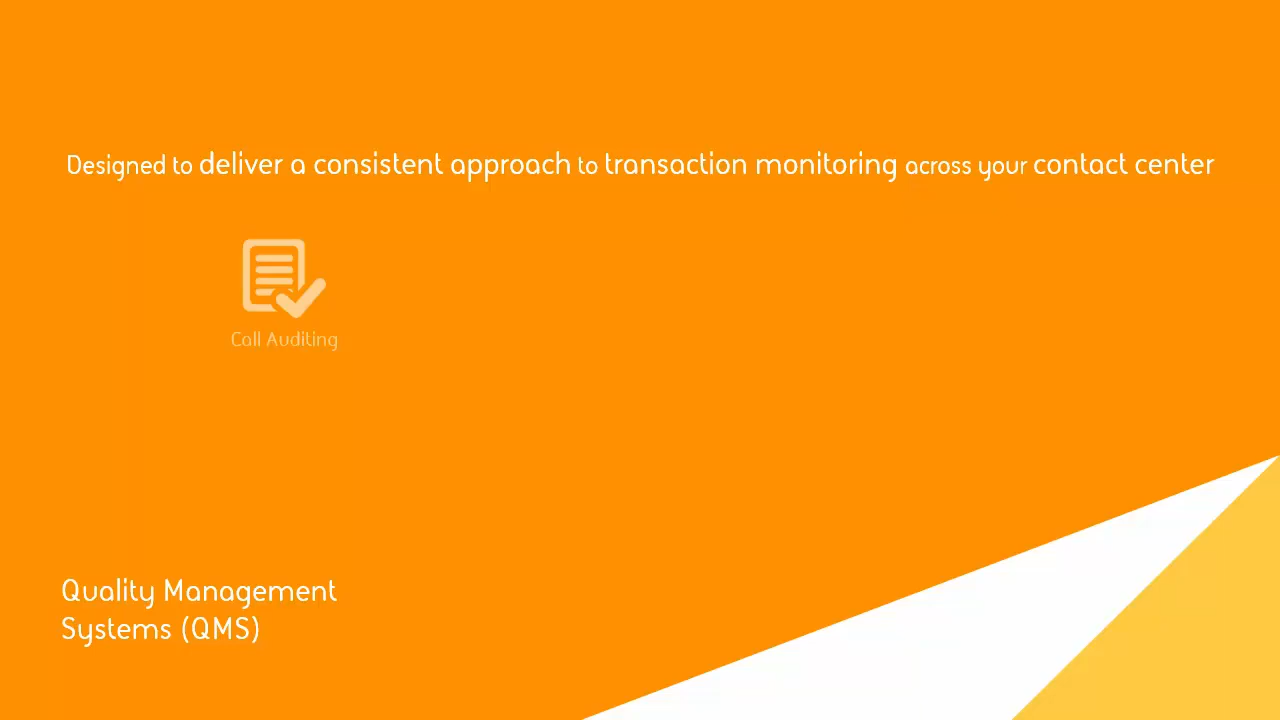 Designed to deliver a consistent approach to transaction monitoring across your contact center
Call Auditing
Quality Management
Systems (QMS)